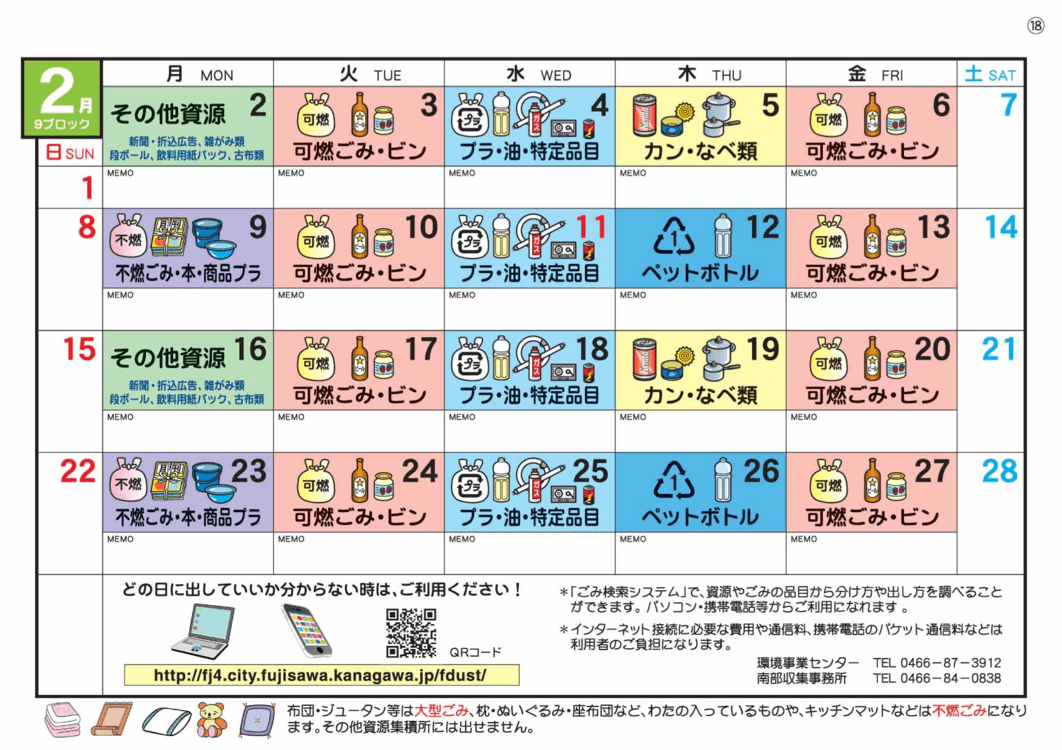 ⑱
2月
9ブロック
月 MON
火 TUE
水 WED
木 THU
金 FRI
土 SAT
日 SUN
1
その他資源 2
新聞・折込広告、雑がみ類
段ボール、飲料用紙パック、古布類
MEMO
可燃 3
可燃ごみ・ビン
MEMO
プラ ガス 4
プラ・油・特定品目
MEMO
5
カン・なべ類
MEMO
可燃 6
可燃ごみ・ビン
MEMO
7
8
不燃 9
不燃ごみ・本・商品プラ
MEMO
可燃 10
可燃ごみ・ビン
MEMO
プラ ガス 11
プラ・油・特定品目
MEMO
1 12
ペットボトル
MEMO
可燃 13
可燃ごみ・ビン
MEMO
14
15
その他資源 16
新聞・折込広告、雑がみ類
段ボール、飲料用紙パック、古布類
MEMO
可燃 17
可燃ごみ・ビン
MEMO
プラ ガス 18
プラ・油・特定品目
MEMO
19
カン・なべ類
MEMO
可燃 20
可燃ごみ・ビン
MEMO
21
22
不燃 23
不燃ごみ・本・商品プラ
MEMO
可燃 24
可燃ごみ・ビン
MEMO
プラ ガス 25
プラ・油・特定品目
MEMO
1 26
ペットボトル
MEMO
可燃 27
可燃ごみ・ビン
MEMO
28
どの日に出していいか分からない時は、ご利用ください！
QRコード
http://fj4.city.fujisawa.kanagawa.jp/fdust/
＊「ごみ検索システム」で、資源やごみの品目から分け方や出し方を調べること
ができます。パソコン・携帯電話等からご利用になれます 。
＊インターネット接続に必要な費用や通信料、携帯電話のパケット通信料などは
利用者のご負担になります。
環境事業センター TEL 0466－87－3912
南部収集事務所 TEL 0466－84－0838
布団・ジュータン等は大型ごみ、枕・ぬいぐるみ・座布団など、わたの入っているものや、キッチンマットなどは不燃ごみになり
ます。その他資源集積所には出せません。